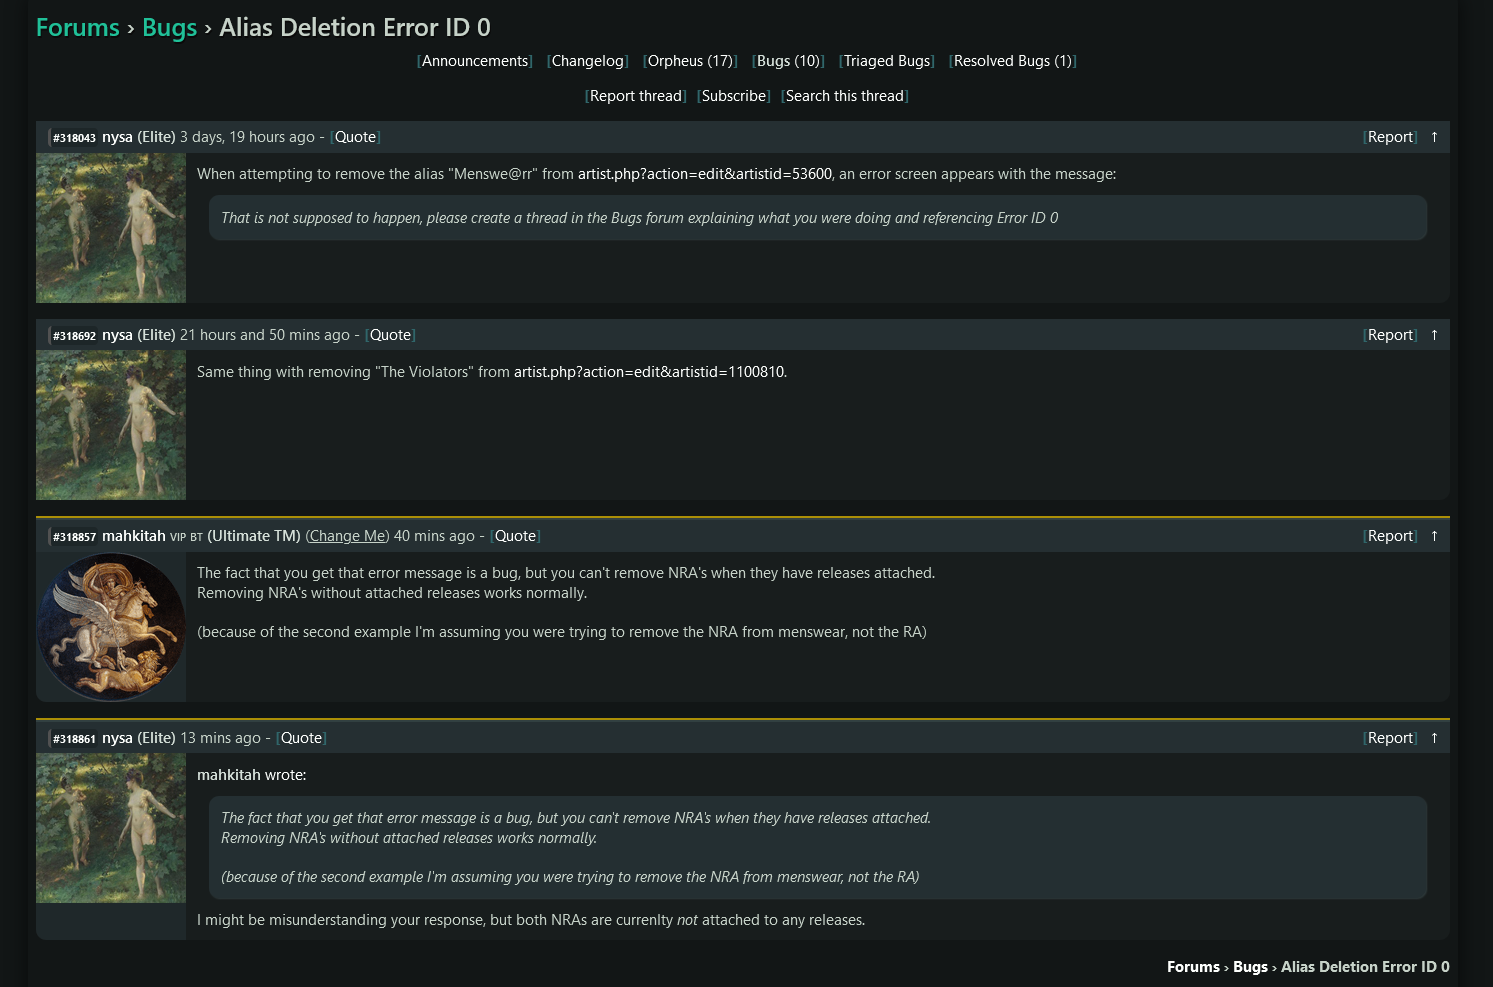 Forums › Bugs › Alias Deletion Error ID 0
[Announcements] [Changelog] [Orpheus (17)] [Bugs (10)] [Triaged Bugs] [Resolved Bugs (1)]
[Report thread] [Subscribe] [Search this thread]
#318043 nysa (Elite) 3 days, 19 hours ago - [Quote] [Report] ↑
When attempting to remove the alias "Menswe@rr" from artist.php?action=edit&artistid=53600, an error screen appears with the message:
That is not supposed to happen, please create a thread in the Bugs forum explaining what you were doing and referencing Error ID 0
#318692 nysa (Elite) 21 hours and 50 mins ago - [Quote] [Report] ↑
Same thing with removing "The Violators" from artist.php?action=edit&artistid=1100810.
#318857 mahkitah VIP BT (Ultimate TM) (Change Me) 40 mins ago - [Quote] [Report] ↑
The fact that you get that error message is a bug, but you can't remove NRA's when they have releases attached.
Removing NRA's without attached releases works normally.
(because of the second example I'm assuming you were trying to remove the NRA from menswear, not the RA)
#318861 nysa (Elite) 13 mins ago - [Quote] [Report] ↑
mahkitah wrote:
The fact that you get that error message is a bug, but you can't remove NRA's when they have releases attached.
Removing NRA's without attached releases works normally.
(because of the second example I'm assuming you were trying to remove the NRA from menswear, not the RA)
I might be misunderstanding your response, but both NRAs are currenlty not attached to any releases.
Forums › Bugs › Alias Deletion Error ID 0